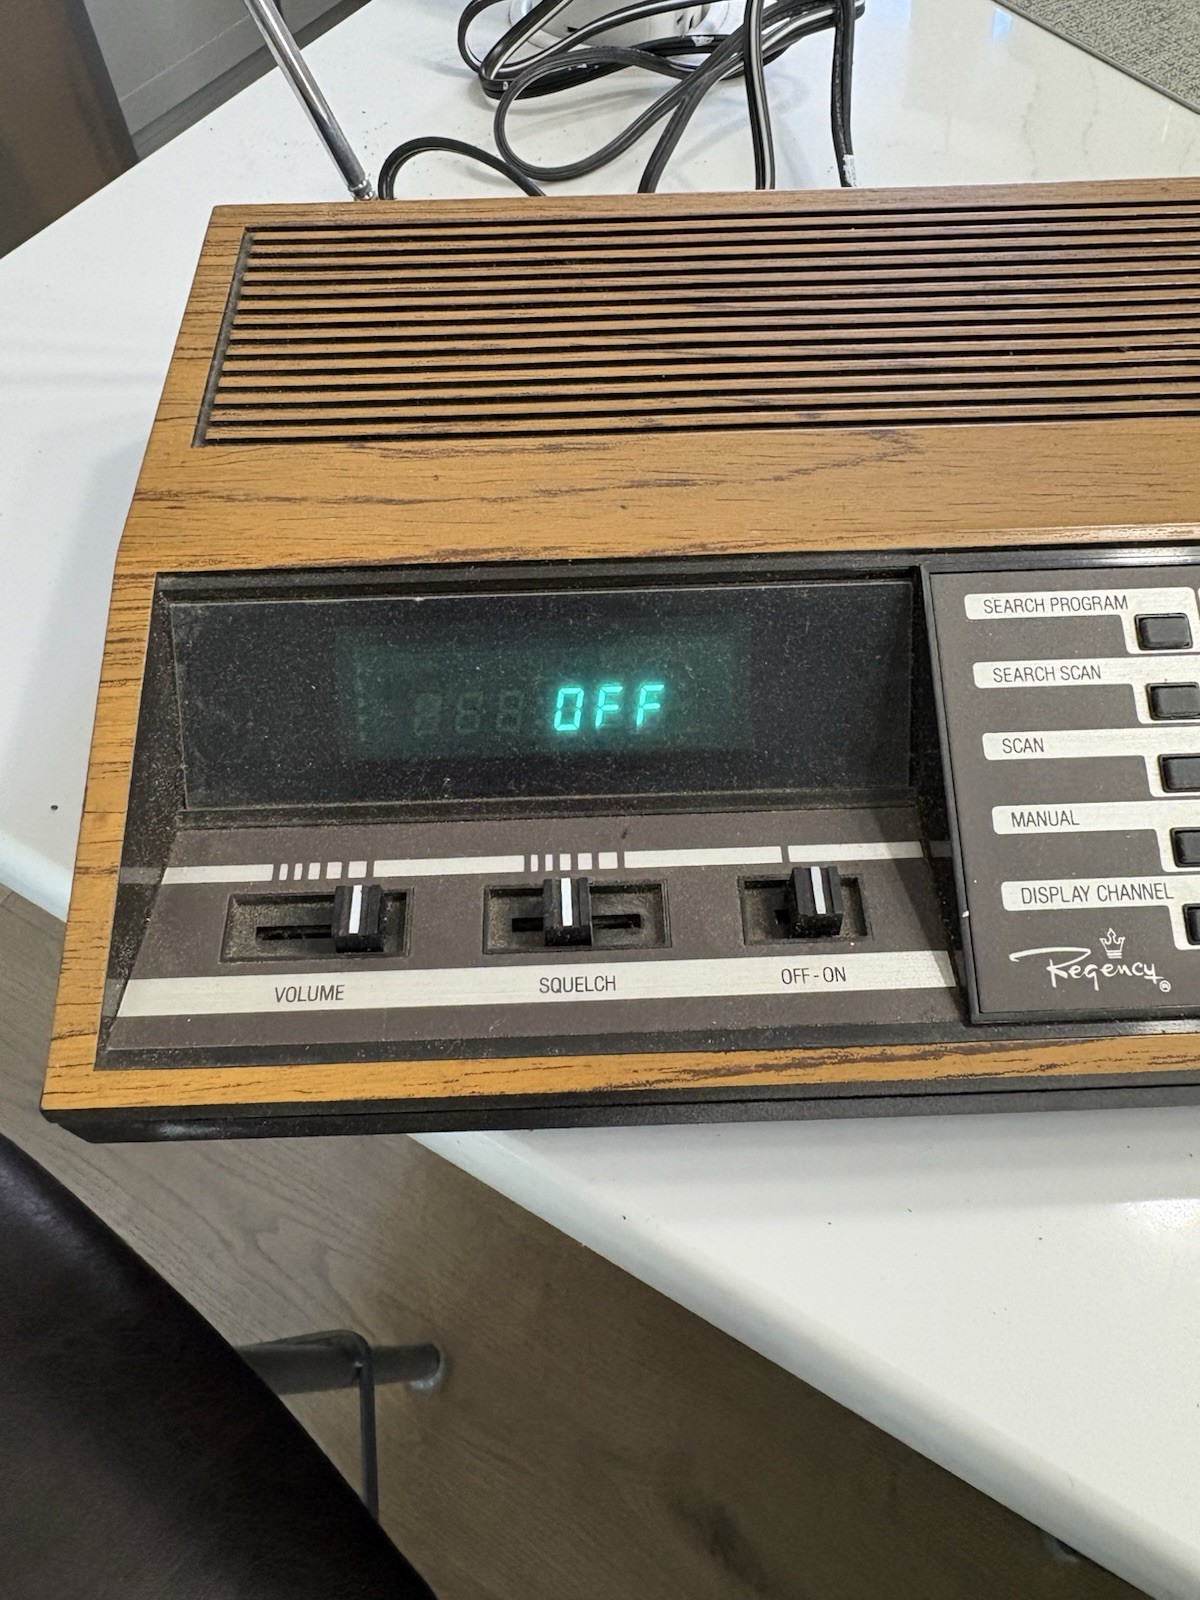 OFF
SEARCH PROGRAM
SEARCH SCAN
SCAN
MANUAL
DISPLAY CHANNEL
Regency®
VOLUME
SQUELCH
OFF-ON